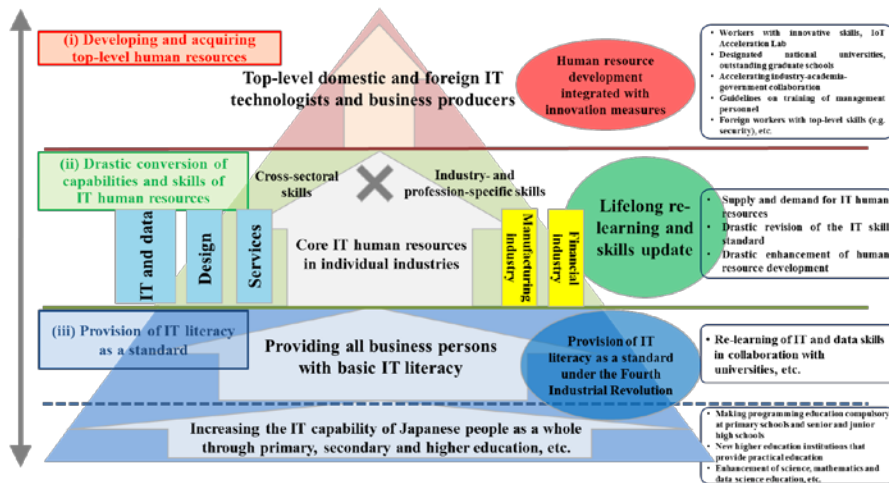 (i) Developing and acquiring
top-level human resources
Top-level domestic and foreign IT
technologists and business producers
Human resource
development
integrated with
innovation measures
• Workers with innovative skills, IoT
Acceleration Lab
• Designated national universities,
outstanding graduate schools
• Accelerating industry-academia-
government collaboration
• Guidelines on training of management
personnel
• Foreign workers with top-level skills (e.g.
security), etc.
(ii) Drastic conversion of
capabilities and skills of
IT human resources
Cross-sectoral
skills
Industry- and
profession-specific skills
IT and data
Design
Services
Core IT human resources
in individual industries
Manufacturing
industry
Financial
industry
Lifelong re-
learning and
skills update
• Supply and demand for IT human
resources
• Drastic revision of the IT skill
standard
• Drastic enhancement of human
resource development
(iii) Provision of IT literacy
as a standard
Providing all business persons
with basic IT literacy
Provision of IT
literacy as a standard
under the Fourth
Industrial Revolution
• Re-learning of IT and data skills
in collaboration with
universities, etc.
Increasing the IT capability of Japanese people as a whole
through primary, secondary and higher education, etc.
• Making programming education compulsory
at primary schools and senior and junior
high schools
• New higher education institutions that
provide practical education
• Enhancement of science, mathematics and
data science education, etc.